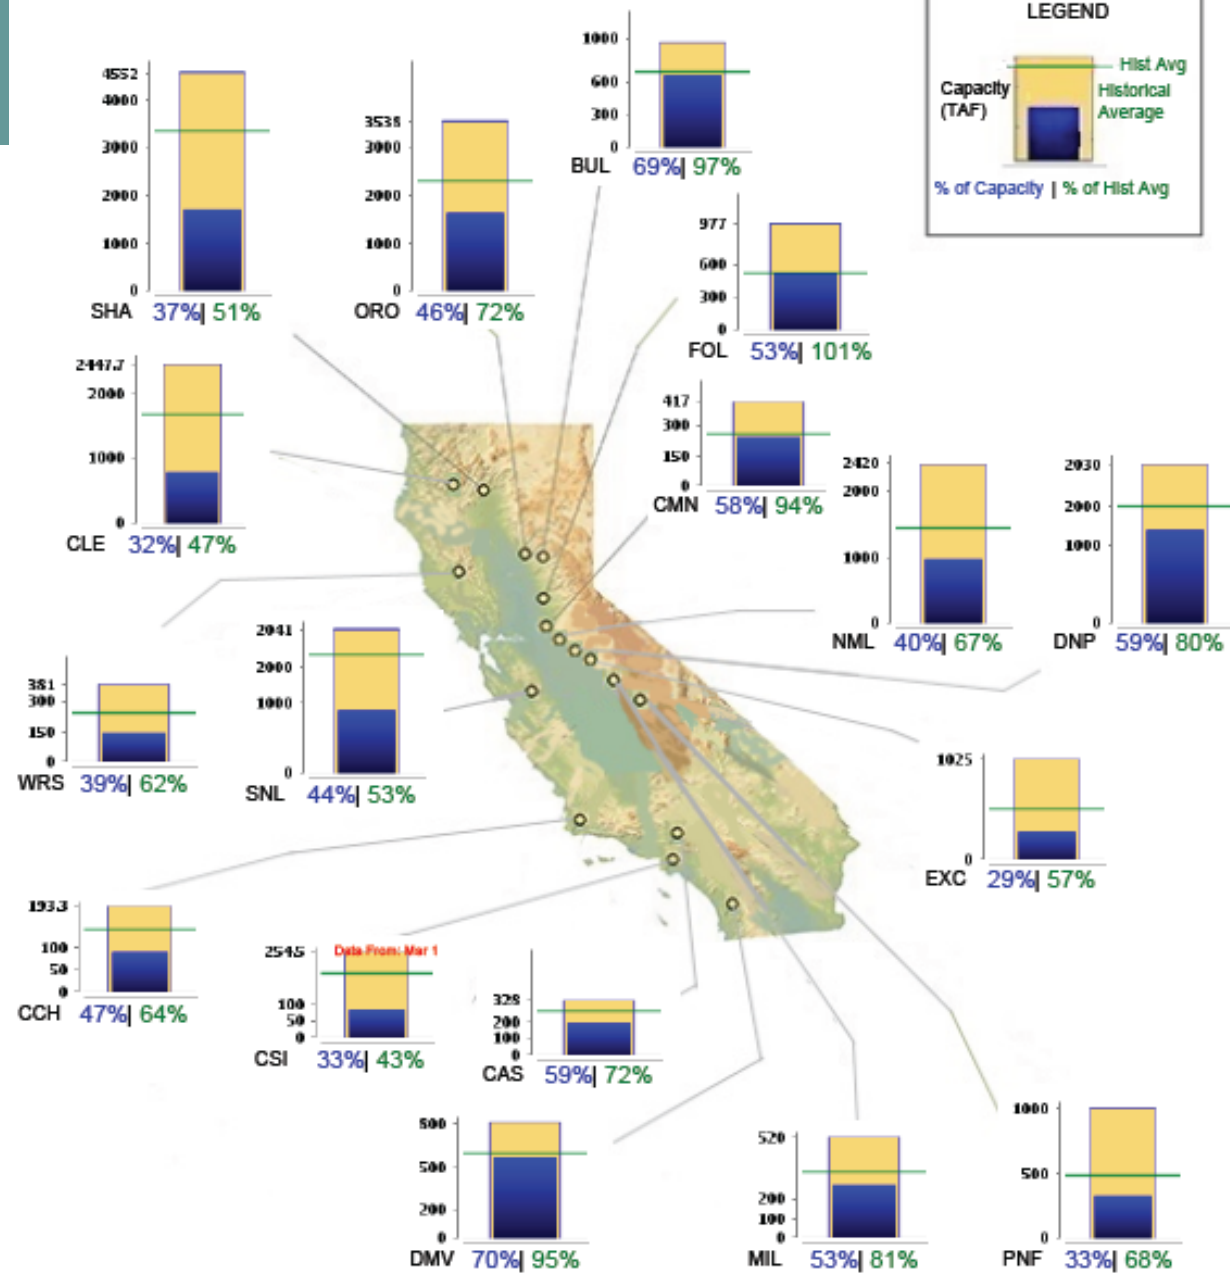 LEGEND
Hist Avg
Capacity
(TAF)
Historical
Average
% of Capacity | % of Hist Avg
1000
600
300
0
BUL 69%| 97%
4552
4000
3000
2000
1000
0
SHA 37%| 51%
3538
3000
2000
1000
0
ORO 46%| 72%
977
600
300
0
FOL 53%| 101%
2447.7
2000
1000
0
CLE 32%| 47%
417
300
150
0
CMN 58%| 94%
2420
2000
1000
0
NML 40%| 67%
2030
2000
1000
0
DNP 59%| 80%
2041
2000
1000
0
SNL 44%| 53%
381
300
150
0
WRS 39%| 62%
1025
0
EXC 29%| 57%
193.3
100
50
0
CCH 47%| 64%
254.5
Data From: Mar 1
100
50
0
CSI 33%| 43%
328
200
100
0
CAS 59%| 72%
800
500
200
0
DMV 70%| 95%
520
200
100
0
MIL 53%| 81%
1000
500
0
PNF 33%| 68%